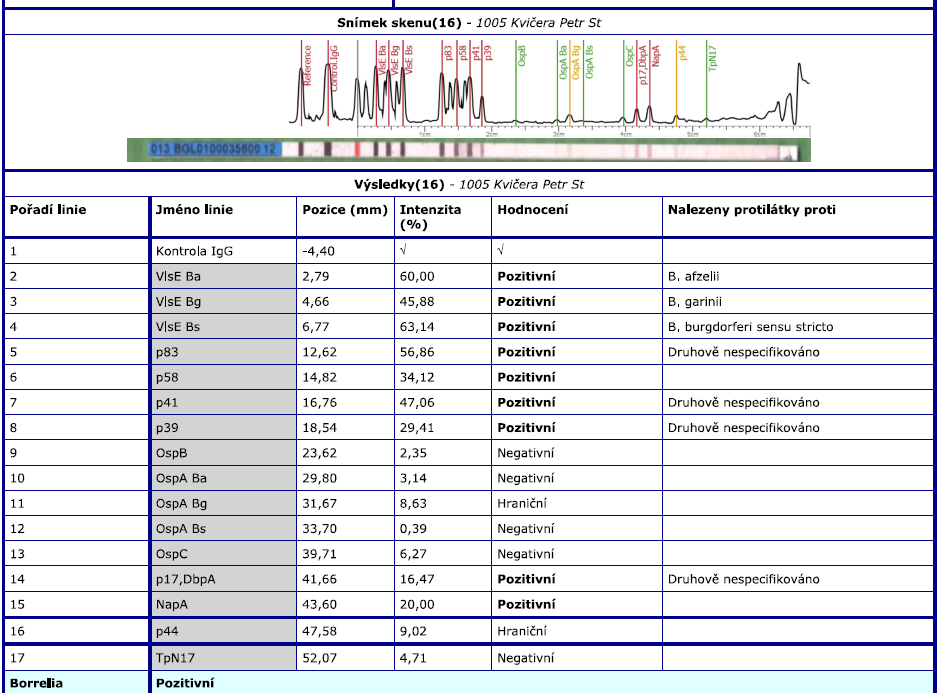 Snímek skenu(16) - 1005 Kvičera Petr St
Reference
Control.IgG
VlsE Ba
VlsE Bg
VlsE Bs
p83
p58
p41
p39
OspB
OspA Ba
OspA Bg
OspA Bs
OspC
p17,DbpA
NapA
p44
TpN17
1cm 2cm 3cm 4cm 5cm 6cm
013 BGL0100035600 12
Výsledky(16) - 1005 Kvičera Petr St
Pořadí linie Jméno linie Pozice (mm) Intenzita (%) Hodnocení Nalezeny protilátky proti
1 Kontrola IgG -4,40 √ √
2 VlsE Ba 2,79 60,00 Pozitivní B. afzelii
3 VlsE Bg 4,66 45,88 Pozitivní B. garinii
4 VlsE Bs 6,77 63,14 Pozitivní B. burgdorferi sensu stricto
5 p83 12,62 56,86 Pozitivní Druhově nespecifikováno
6 p58 14,82 34,12 Pozitivní
7 p41 16,76 47,06 Pozitivní Druhově nespecifikováno
8 p39 18,54 29,41 Pozitivní Druhově nespecifikováno
9 OspB 23,62 2,35 Negativní
10 OspA Ba 29,80 3,14 Negativní
11 OspA Bg 31,67 8,63 Hraniční
12 OspA Bs 33,70 0,39 Negativní
13 OspC 39,71 6,27 Negativní
14 p17,DbpA 41,66 16,47 Pozitivní Druhově nespecifikováno
15 NapA 43,60 20,00 Pozitivní
16 p44 47,58 9,02 Hraniční
17 TpN17 52,07 4,71 Negativní
Borrelia Pozitivní